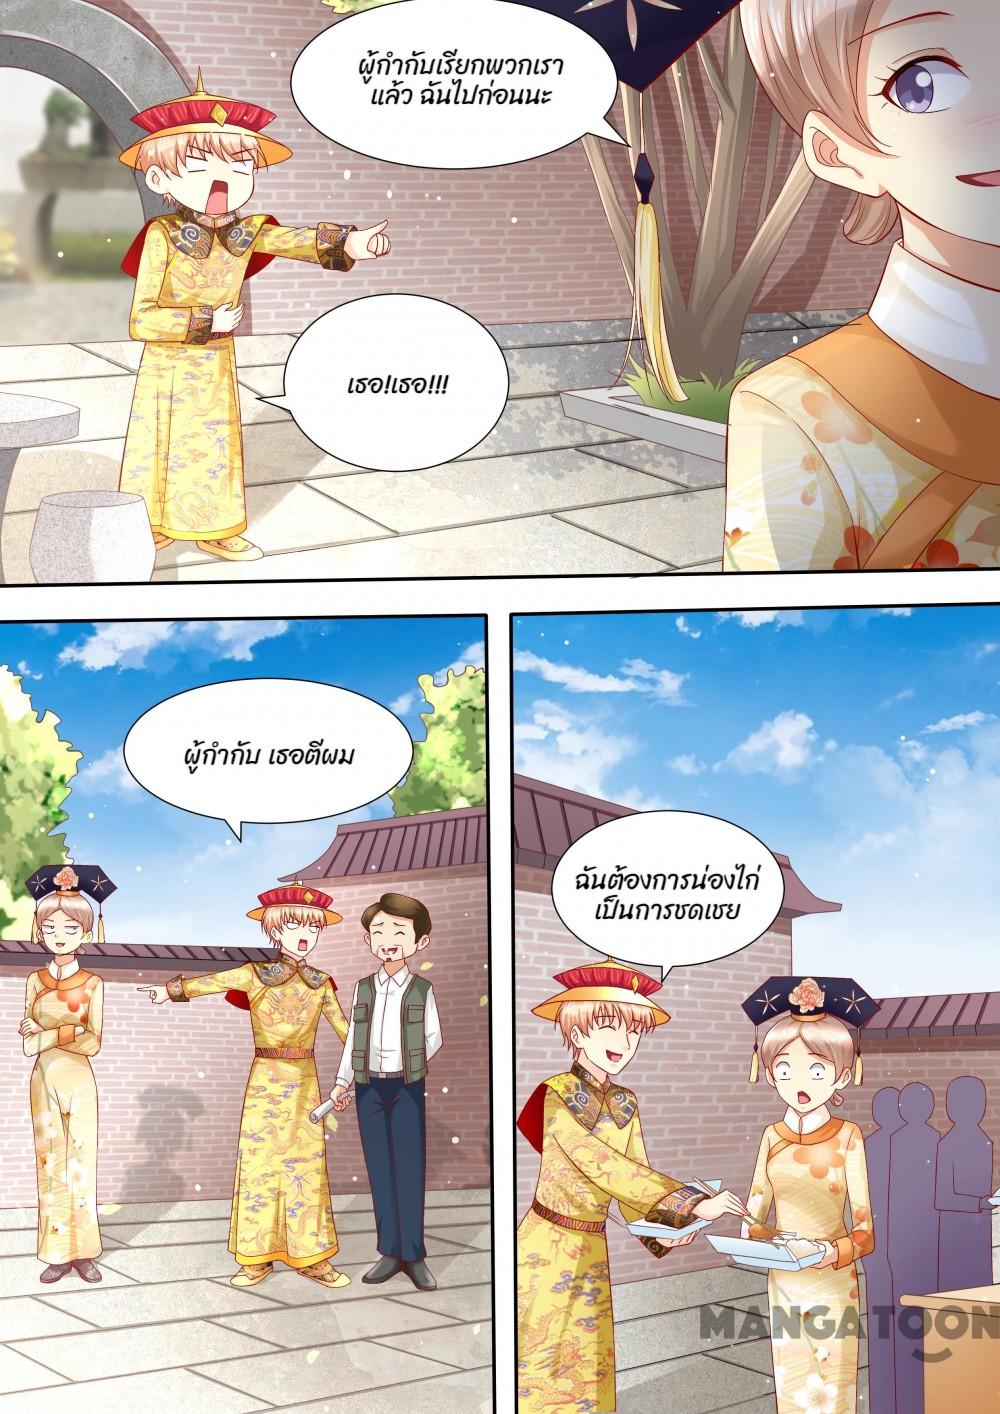 ผู้กำกับเรียกพวกเรา
แล้ว ฉันไปก่อนนะ
เธอ!เธอ!!!
ผู้กำกับ เธอตีผม
ฉันต้องการน่องไก่
เป็นการชดเชย
MANGATOON